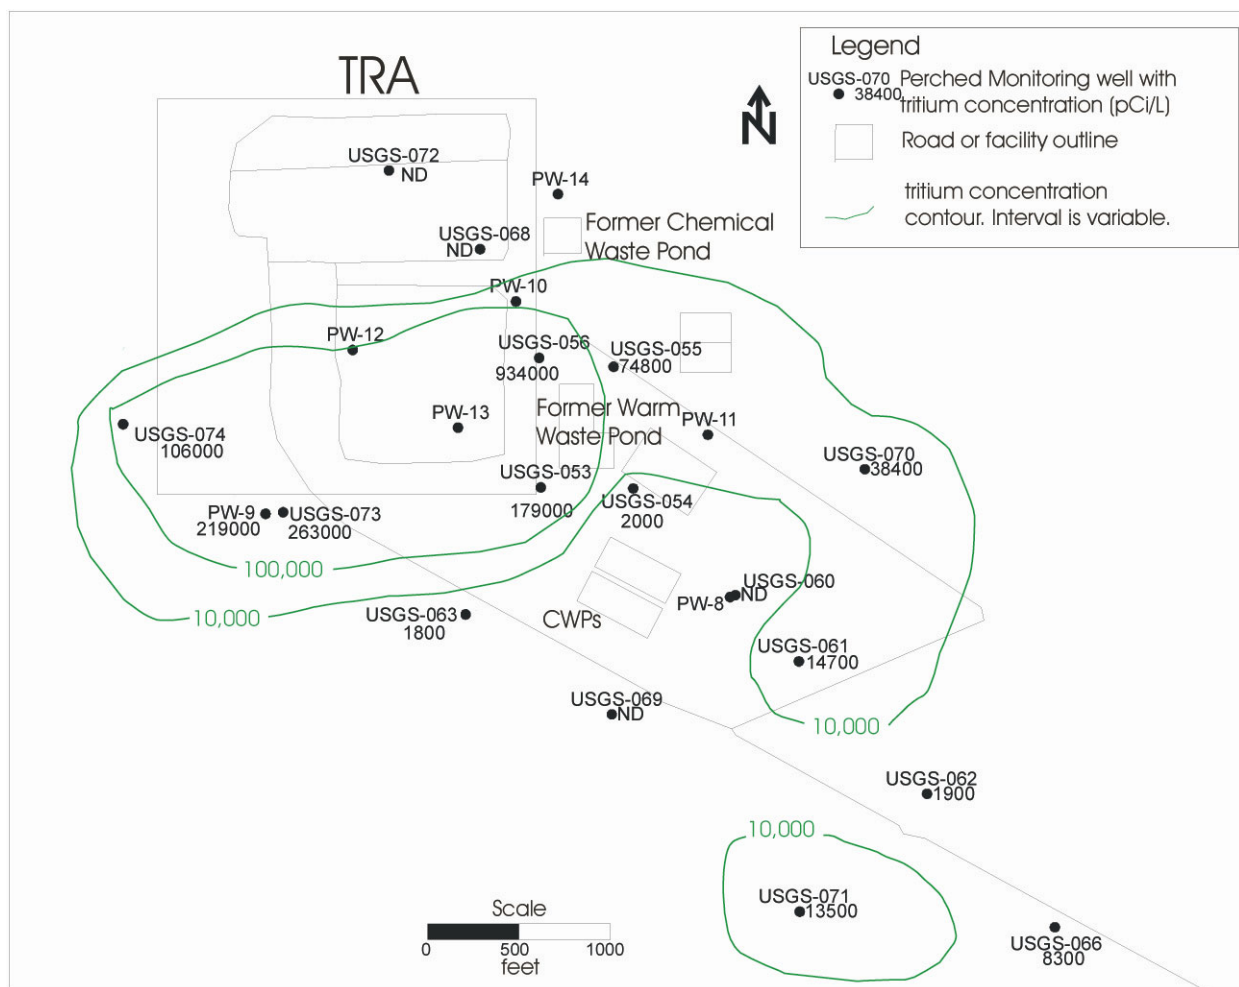 Legend
USGS-070
38400
Perched Monitoring well with
tritium concentration (pCi/L)
Road or facility outline
tritium concentration
contour. Interval is variable.
TRA
N
USGS-072
ND
PW-14
USGS-068
ND
Former Chemical
Waste Pond
PW-10
PW-12
USGS-056
934000
USGS-055
74800
PW-13
Former Warm
Waste Pond
PW-11
USGS-074
106000
USGS-070
38400
USGS-053
179000
USGS-054
2000
PW-9
219000
USGS-073
263000
100,000
10,000
USGS-060
ND
PW-8
USGS-063
1800
CWPs
USGS-061
14700
USGS-069
ND
10,000
USGS-062
1900
10,000
USGS-071
13500
USGS-066
8300
Scale
0 500 1000
feet